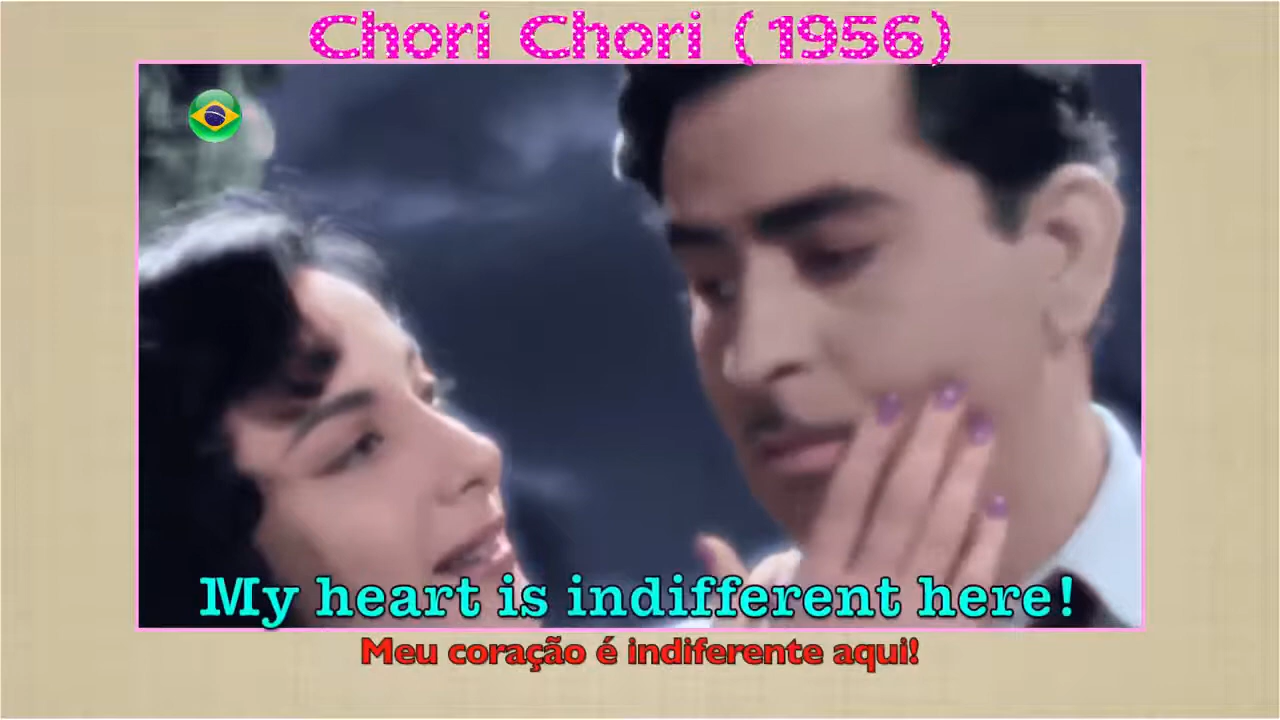 Chori Chori (1956)
My heart is indifferent here!
Meu coração é indiferente aqui!